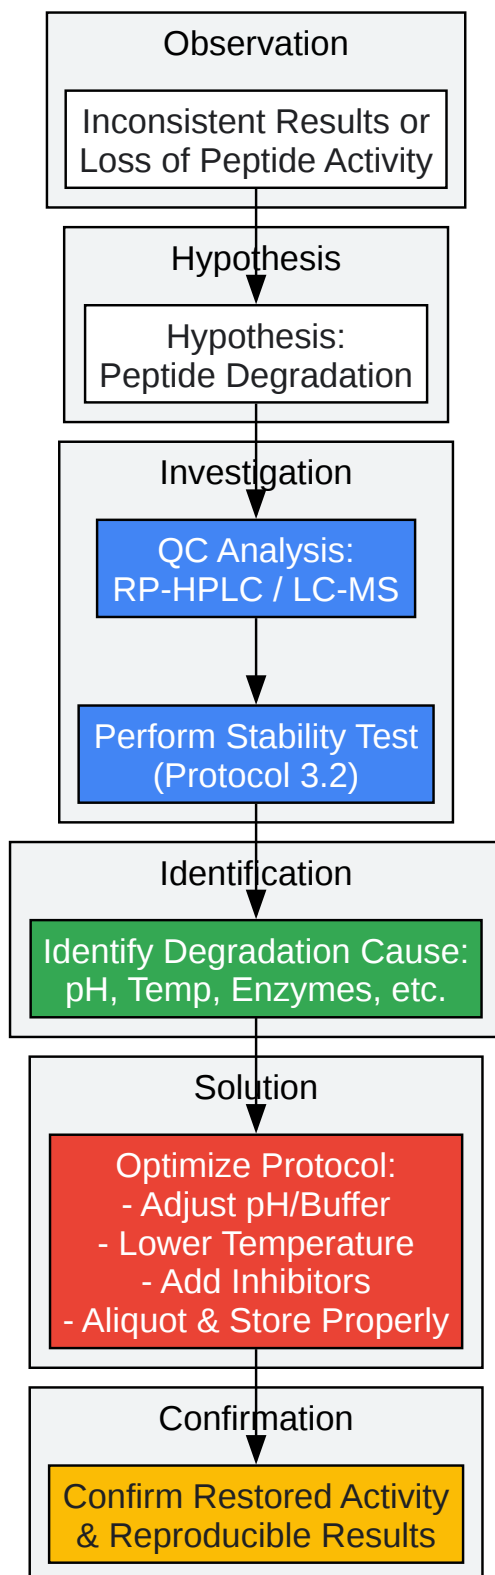 Observation
Inconsistent Results or
Loss of Peptide Activity
Hypothesis
Hypothesis:
Peptide Degradation
Investigation
QC Analysis:
RP-HPLC / LC-MS
Perform Stability Test
(Protocol 3.2)
Identification
Identify Degradation Cause:
pH, Temp, Enzymes, etc.
Solution
Optimize Protocol:
- Adjust pH/Buffer
- Lower Temperature
- Add Inhibitors
- Aliquot & Store Properly
Confirmation
Confirm Restored Activity
& Reproducible Results